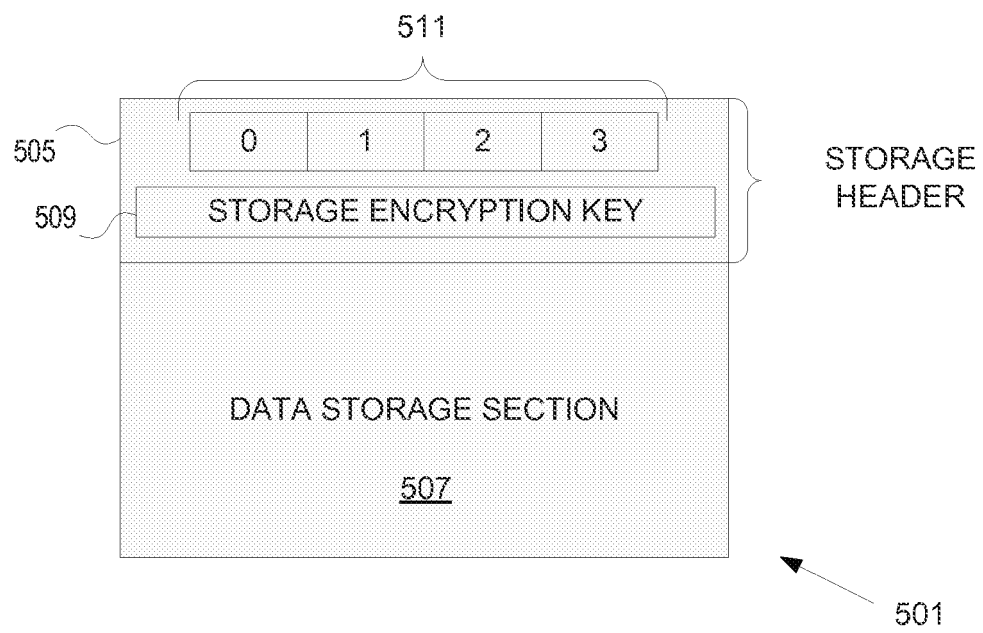 511
505
0 1 2 3
STORAGE
HEADER
509
STORAGE ENCRYPTION KEY
DATA STORAGE SECTION
507
501